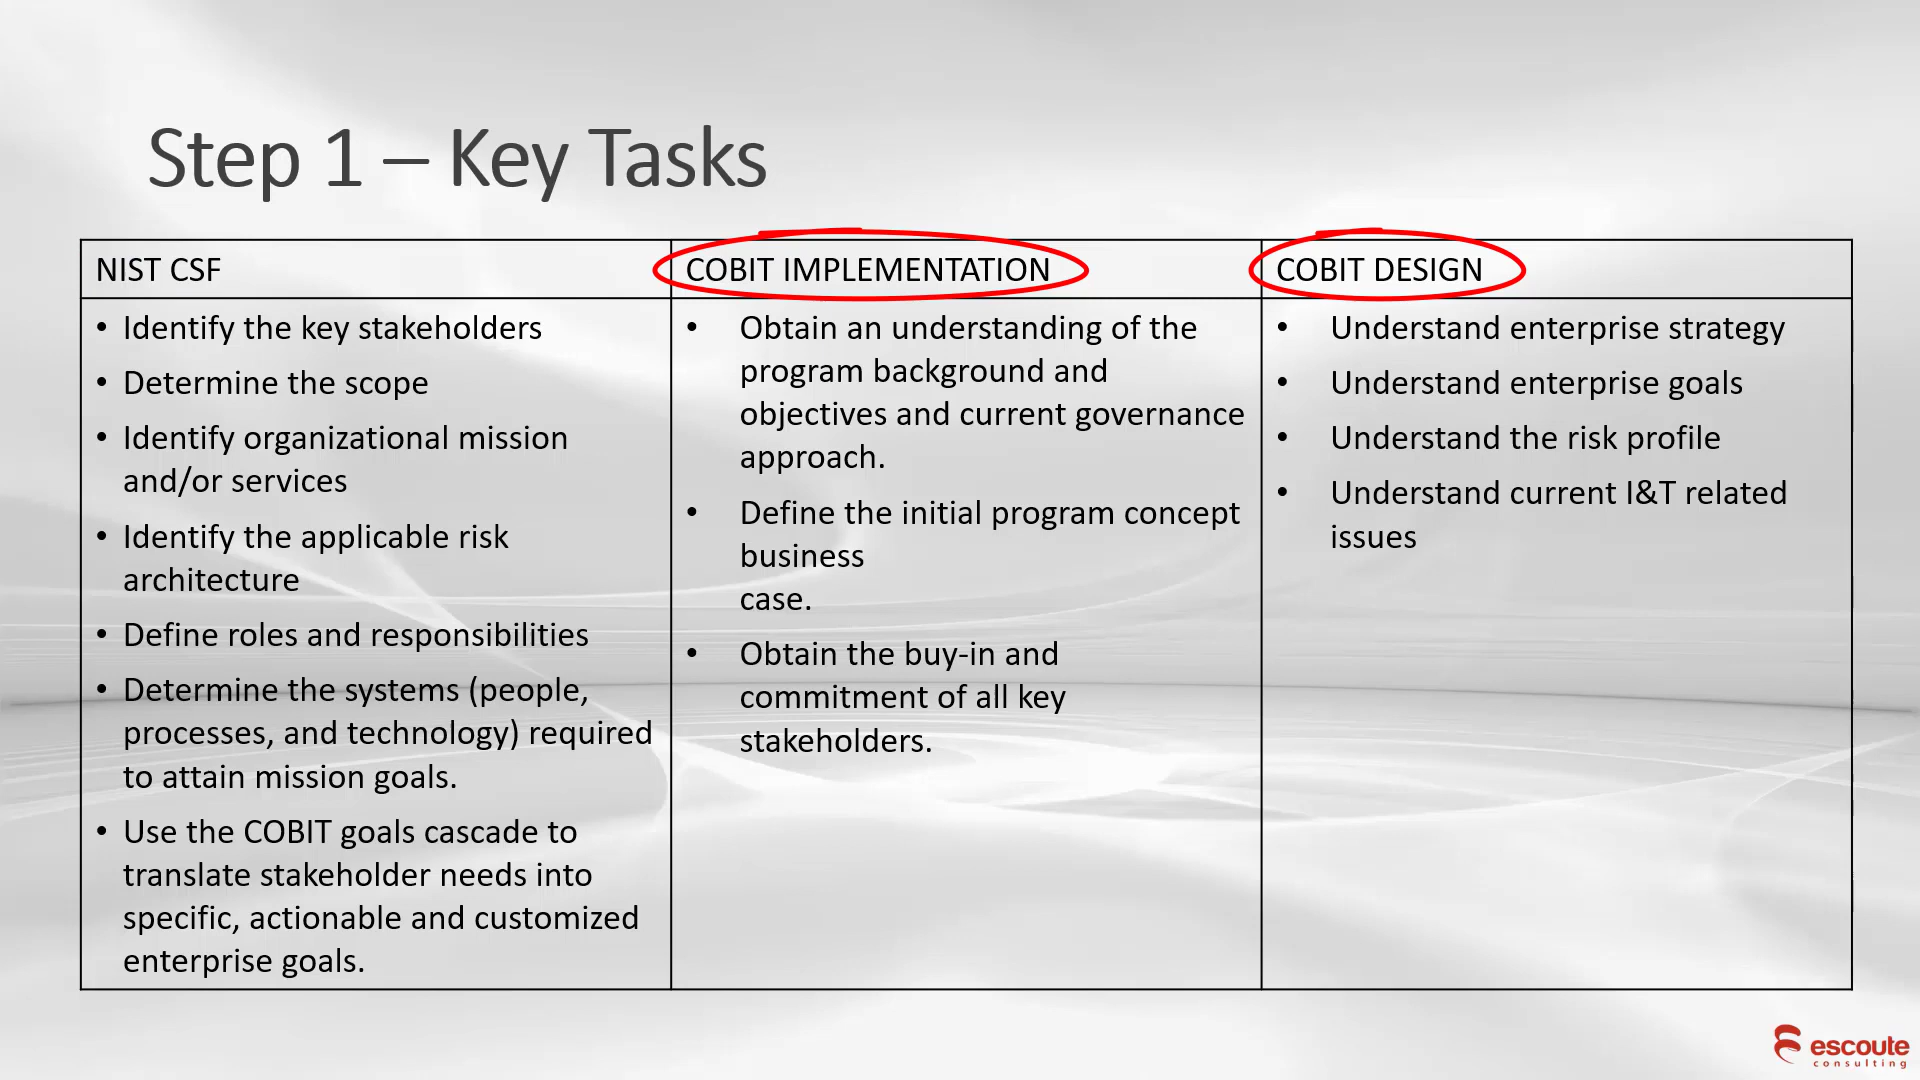 Step 1 – Key Tasks
NIST CSF
COBIT IMPLEMENTATION
COBIT DESIGN
• Identify the key stakeholders
• Determine the scope
• Identify organizational mission
and/or services
• Identify the applicable risk
architecture
• Define roles and responsibilities
• Determine the systems (people,
processes, and technology) required
to attain mission goals.
• Use the COBIT goals cascade to
translate stakeholder needs into
specific, actionable and customized
enterprise goals.
• Obtain an understanding of the
program background and
objectives and current governance
approach.
• Define the initial program concept
business
case.
• Obtain the buy-in and
commitment of all key
stakeholders.
• Understand enterprise strategy
• Understand enterprise goals
• Understand the risk profile
• Understand current I&T related
issues
escoute
consulting